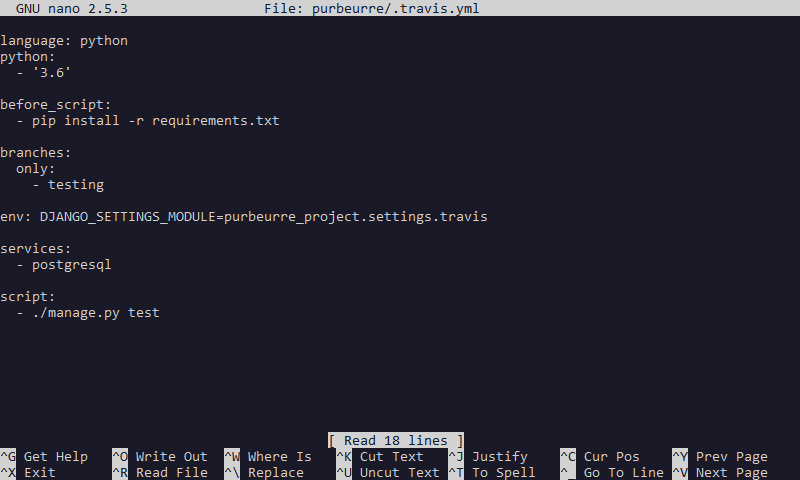 GNU nano 2.5.3 File: purbeurre/.travis.yml
language: python
python:
  - '3.6'
before_script:
  - pip install -r requirements.txt
branches:
  only:
    - testing
env: DJANGO_SETTINGS_MODULE=purbeurre_project.settings.travis
services:
  - postgresql
script:
  - ./manage.py test
[ Read 18 lines ]
^G Get Help ^O Write Out ^W Where Is ^K Cut Text ^J Justify ^C Cur Pos ^Y Prev Page
^X Exit ^R Read File ^\ Replace ^U Uncut Text ^T To Spell ^_ Go To Line ^V Next Page